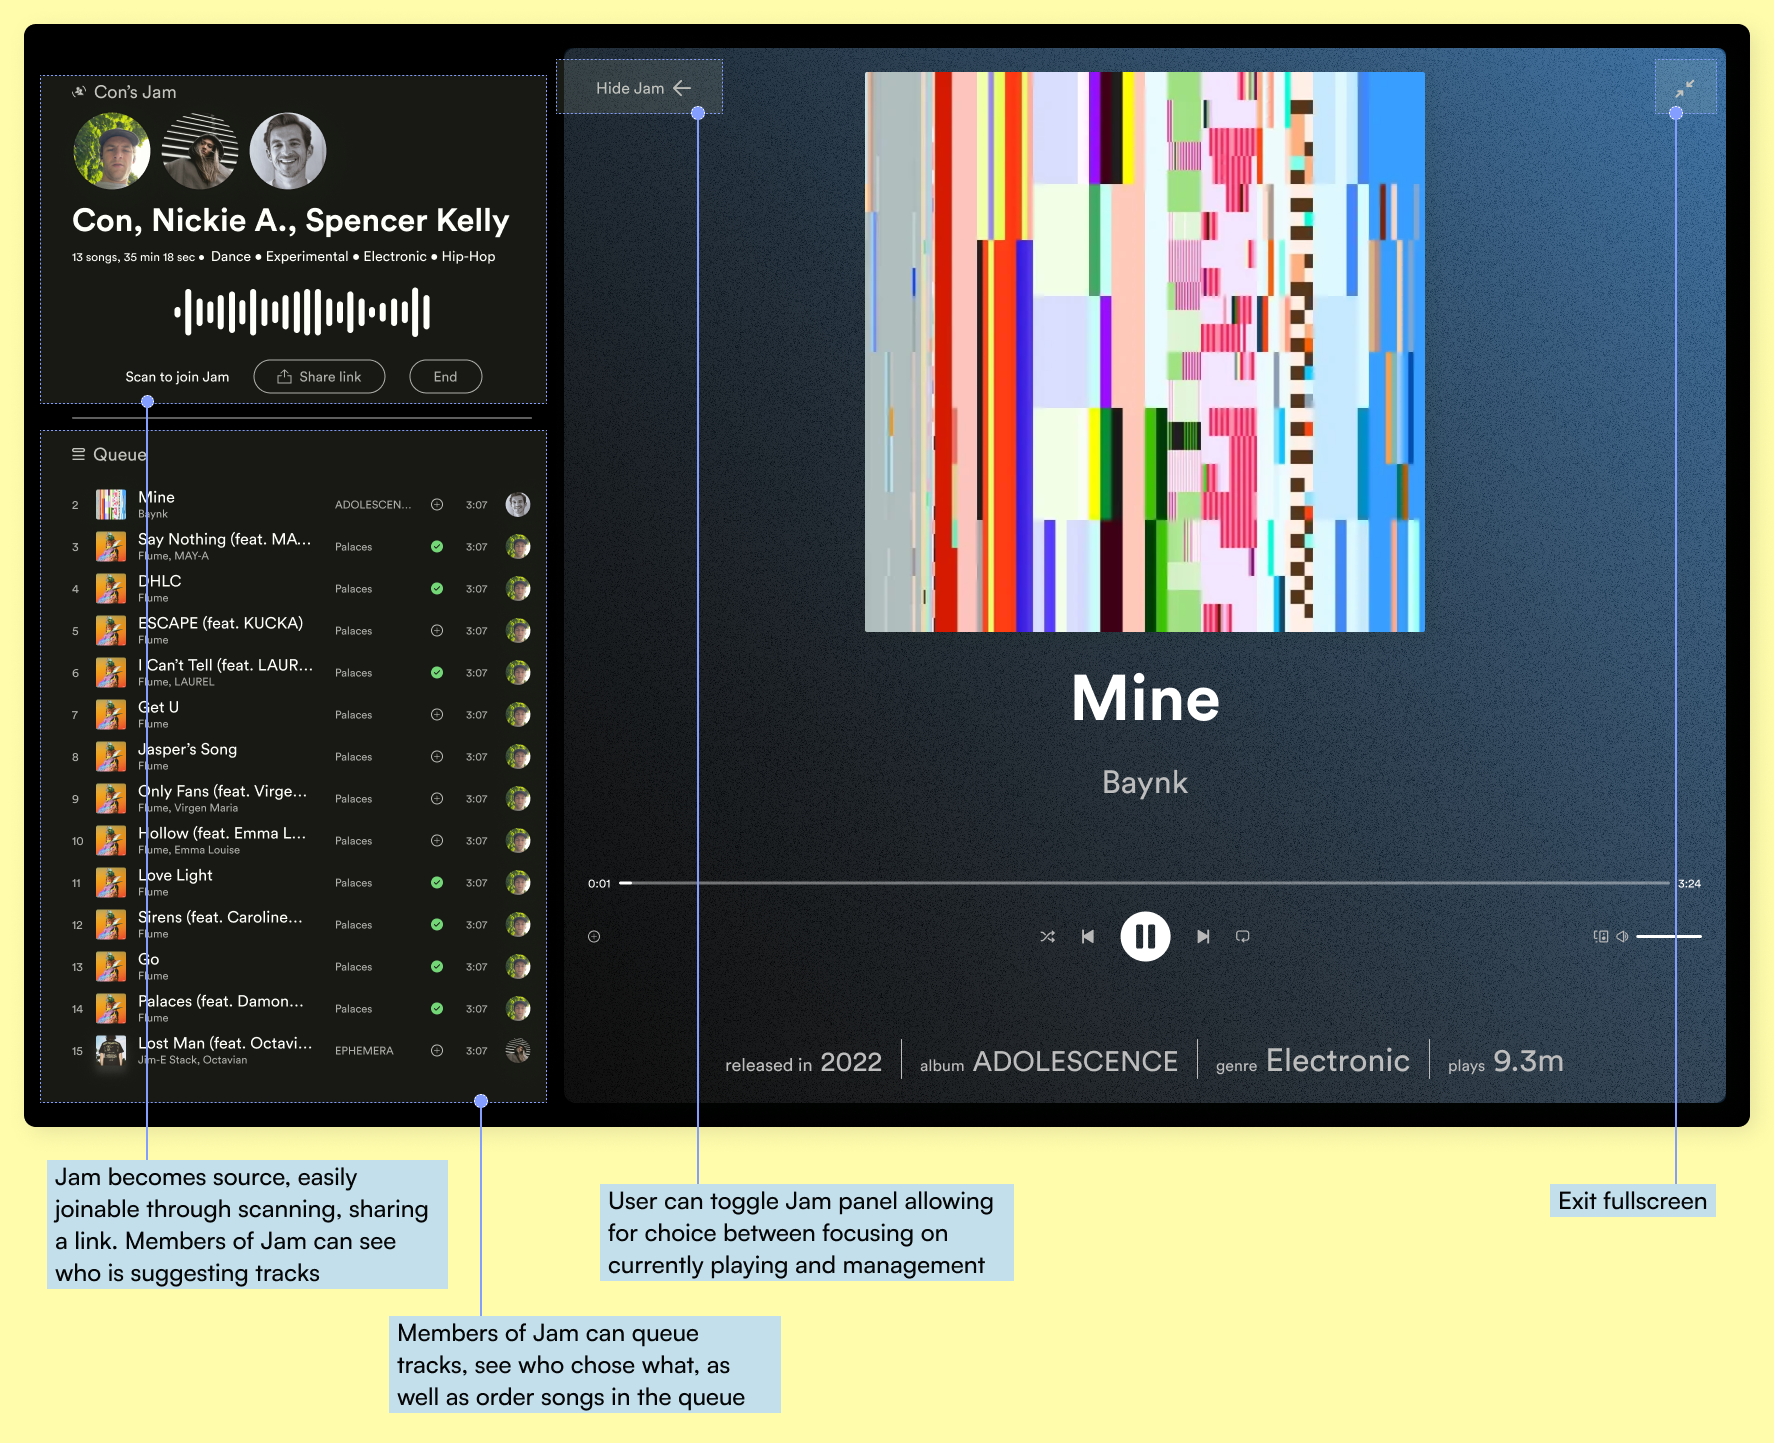 Con's Jam
Con, Nickie A., Spencer Kelly
13 songs, 35 min 18 sec • Dance • Experimental • Electronic • Hip-Hop
Scan to join Jam
Share link
End
Queue
2 Mine ADOLESCEN... 3:07
Baynk
3 Say Nothing (feat. MA... Palaces 3:07
Flume, MAY-A
4 DHLC Palaces 3:07
Flume
5 ESCAPE (feat. KUCKA) Palaces 3:07
Flume
6 I Can't Tell (feat. LAUR... Palaces 3:07
Flume, LAUREL
7 Get U Palaces 3:07
Flume
8 Jasper's Song Palaces 3:07
Flume
9 Only Fans (feat. Virge... Palaces 3:07
Flume, Virgen Maria
10 Hollow (feat. Emma L... Palaces 3:07
Flume, Emma Louise
11 Love Light Palaces 3:07
Flume
12 Sirens (feat. Caroline... Palaces 3:07
Flume
13 Go Palaces 3:07
Flume
14 Palaces (feat. Damon... Palaces 3:07
Flume
15 Lost Man (feat. Octavi... EPHEMERA 3:07
Jim-E Stack, Octavian
Hide Jam
Mine
Baynk
0:01
3:24
released in 2022
album ADOLESCENCE
genre Electronic
plays 9.3m
Jam becomes source, easily
joinable through scanning, sharing
a link. Members of Jam can see
who is suggesting tracks
Members of Jam can queue
tracks, see who chose what, as
well as order songs in the queue
User can toggle Jam panel allowing
for choice between focusing on
currently playing and management
Exit fullscreen